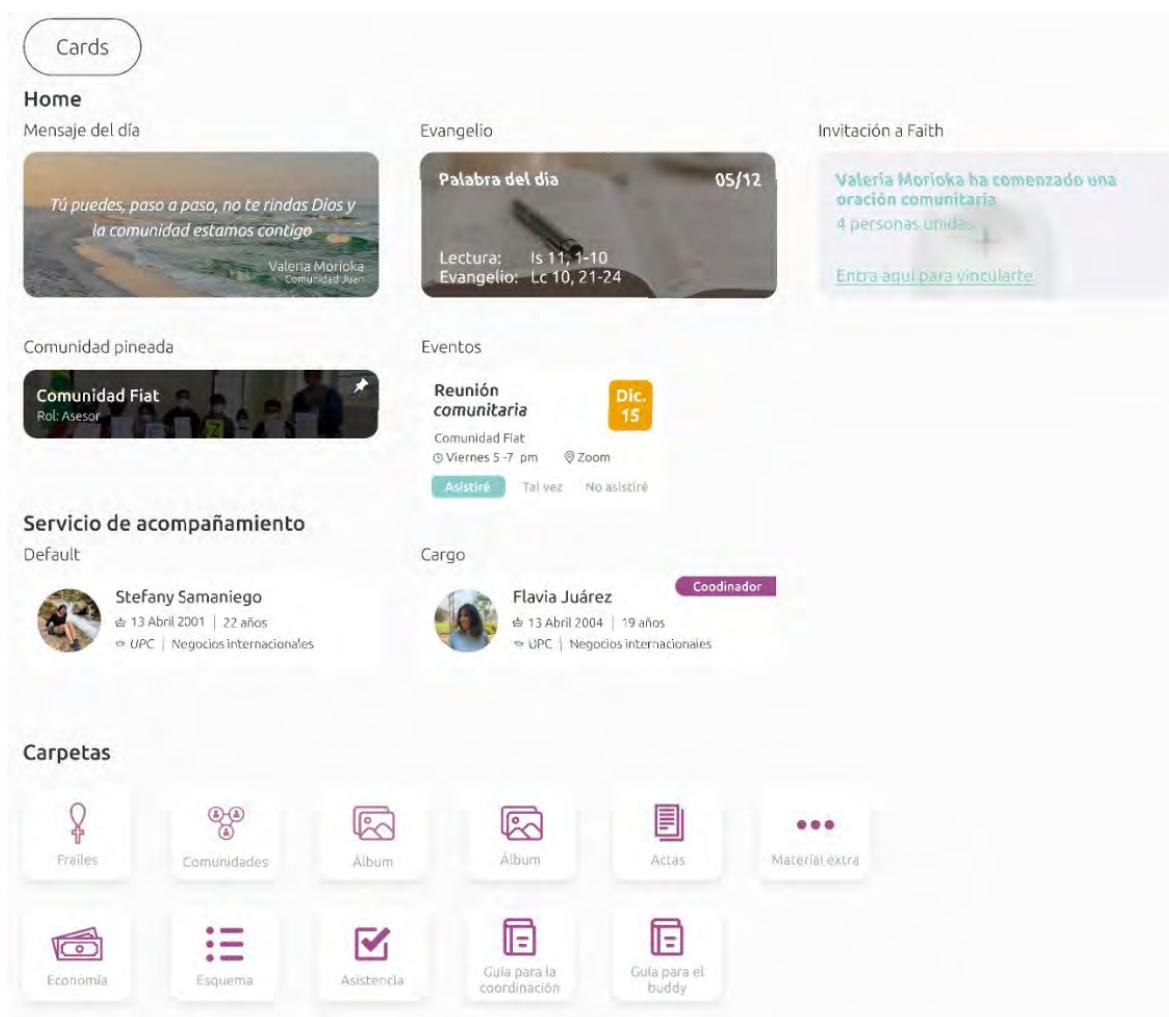 Cards
Home
Mensaje del día
Tú puedes, paso a paso, no te rindas Dios y
la comunidad estamos contigo
Valeria Morioka
Comunidad Juan
Evangelio
Palabra del día
05/12
Lectura: Is 11, 1-10
Evangelio: Lc 10, 21-24
Invitación a Faith
Valeria Morioka ha comenzado una
oración comunitaria
4 personas unidas
Entra aquí para vincularte
Comunidad pineada
Comunidad Fiat
Rol: Asesor
Eventos
Reunión
comunitaria
Dic.
15
Comunidad Fiat
Viernes 5 -7 pm Zoom
Asistiré Tal vez No asistiré
Servicio de acompañamiento
Default
Stefany Samaniego
13 Abril 2001 | 22 años
UPC | Negocios internacionales
Cargo
Coodinador
Flavia Juárez
13 Abril 2004 | 19 años
UPC | Negocios internacionales
Carpetas
Frailes
Comunidades
Álbum
Álbum
Actas
Material extra
Economía
Esquema
Asistencia
Guía para la
coordinación
Guía para el
buddy